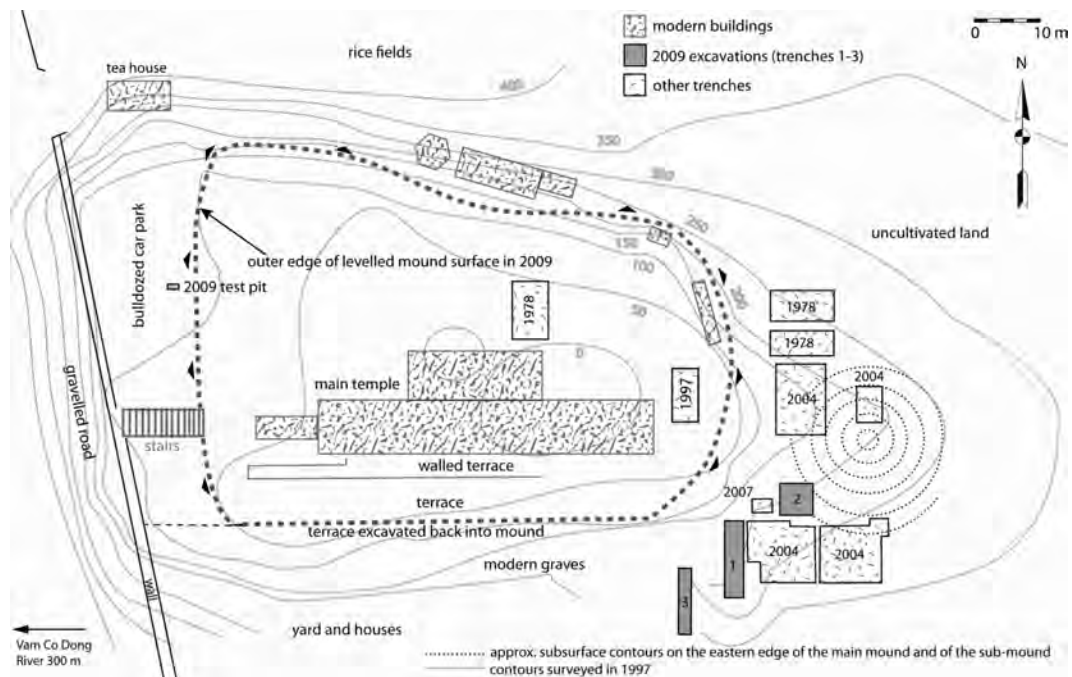 modern buildings
2009 excavations (trenches 1-3)
other trenches
0
10 m
N
rice fields
tea house
400
350
300
250
200
150
100
50
0
uncultivated land
bulldozed car park
outer edge of levelled mound surface in 2009
2009 test pit
1978
1978
1978
main temple
1997
2004
2004
gravelled road
stairs
walled terrace
terrace
2007
2
terrace excavated back into mound
1
2004
2004
modern graves
3
wall
yard and houses
Vam Co Dong
River 300 m
approx. subsurface contours on the eastern edge of the main mound and of the sub-mound
contours surveyed in 1997